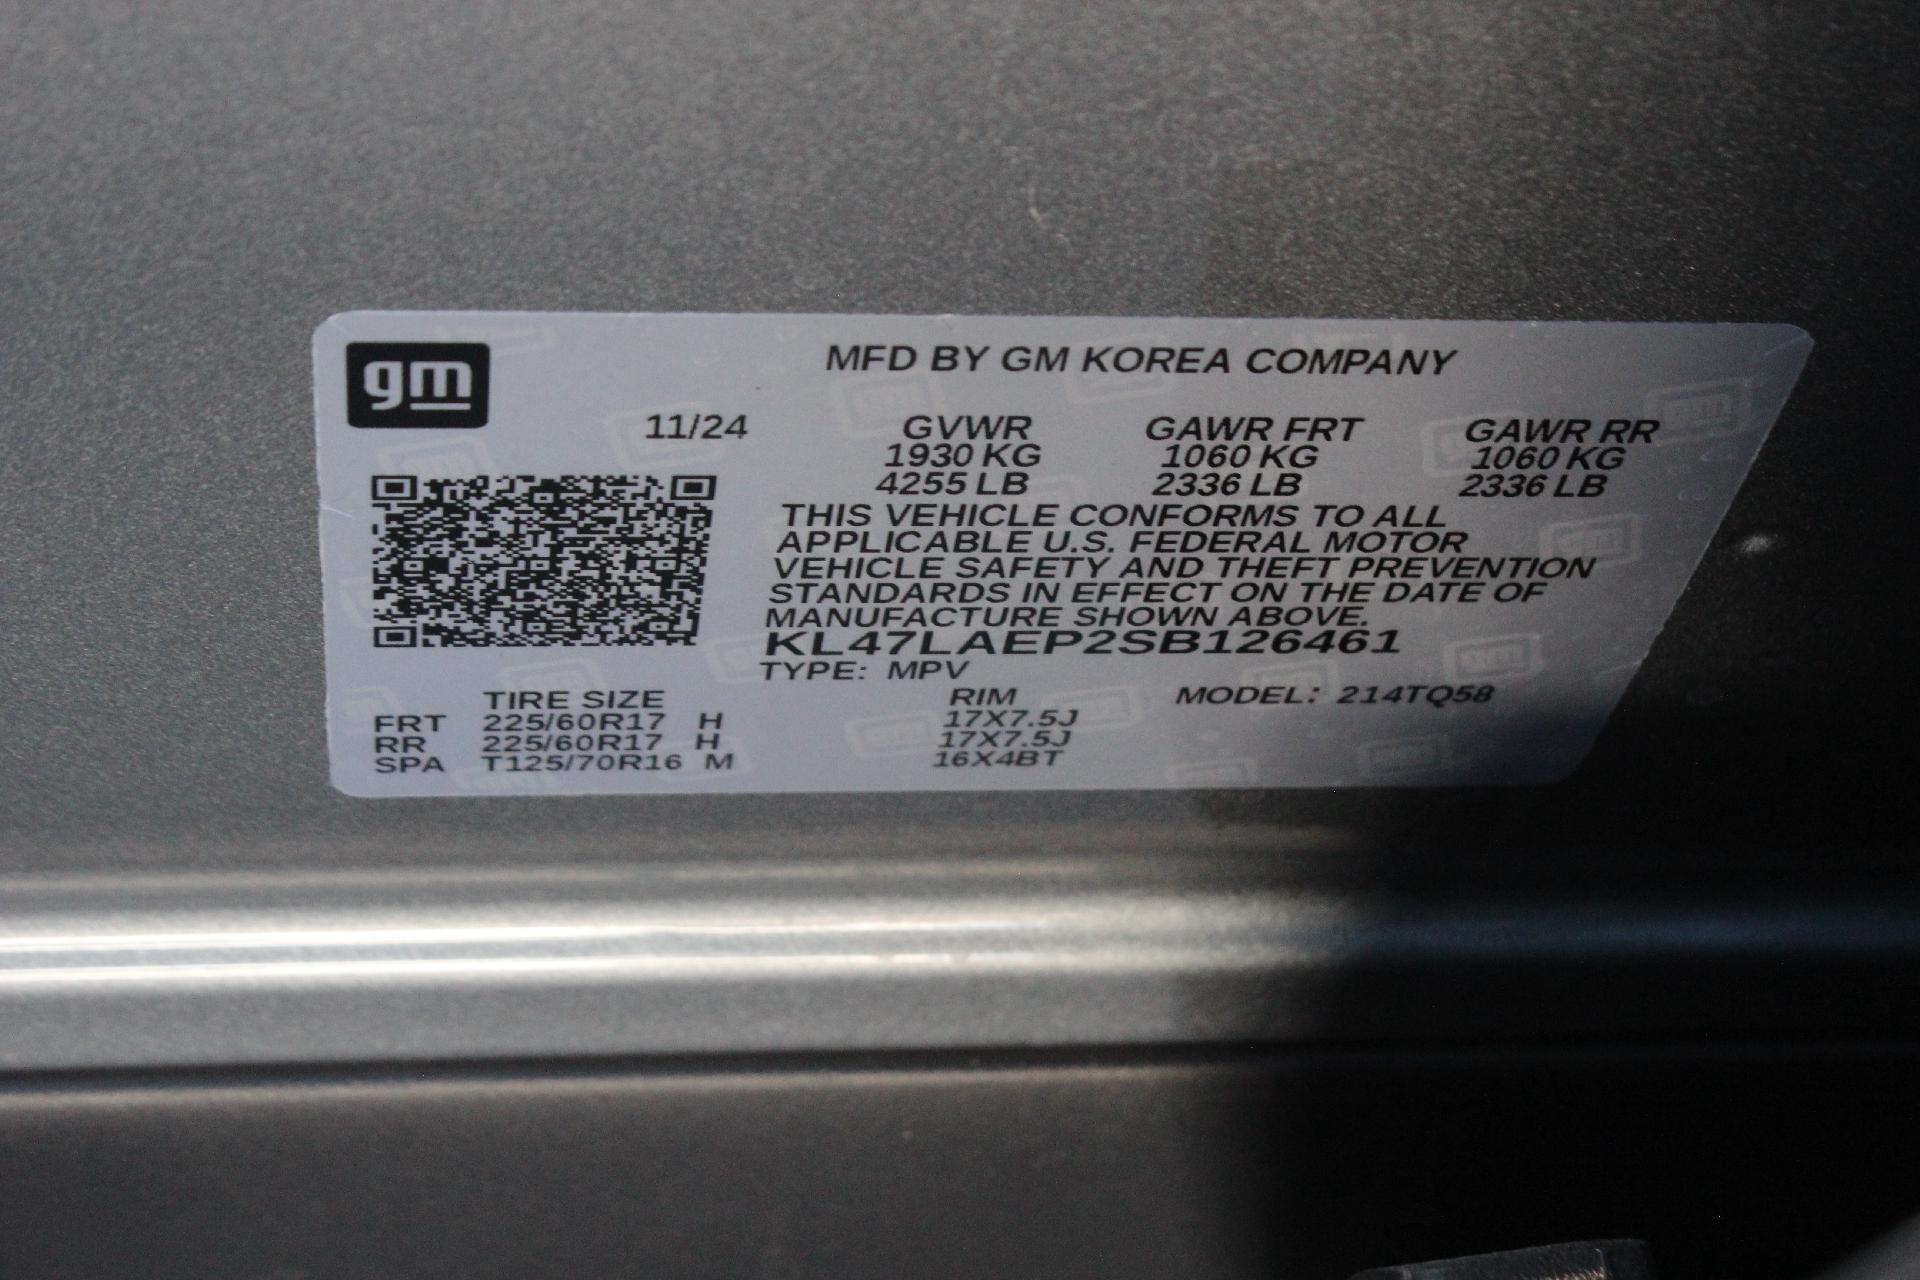 gm
MFD BY GM KOREA COMPANY
11/24 GVWR GAWR FRT GAWR RR
1930 KG 1060 KG 1060 KG
4255 LB 2336 LB 2336 LB
THIS VEHICLE CONFORMS TO ALL
APPLICABLE U.S. FEDERAL MOTOR
VEHICLE SAFETY AND THEFT PREVENTION
STANDARDS IN EFFECT ON THE DATE OF
MANUFACTURE SHOWN ABOVE.
KL47LAEP2SB126461
TYPE: MPV
TIRE SIZE RIM MODEL: 214TQ58
FRT 225/60R17 H 17X7.5J
RR 225/60R17 H 17X7.5J
SPA T125/70R16 M 16X4BT